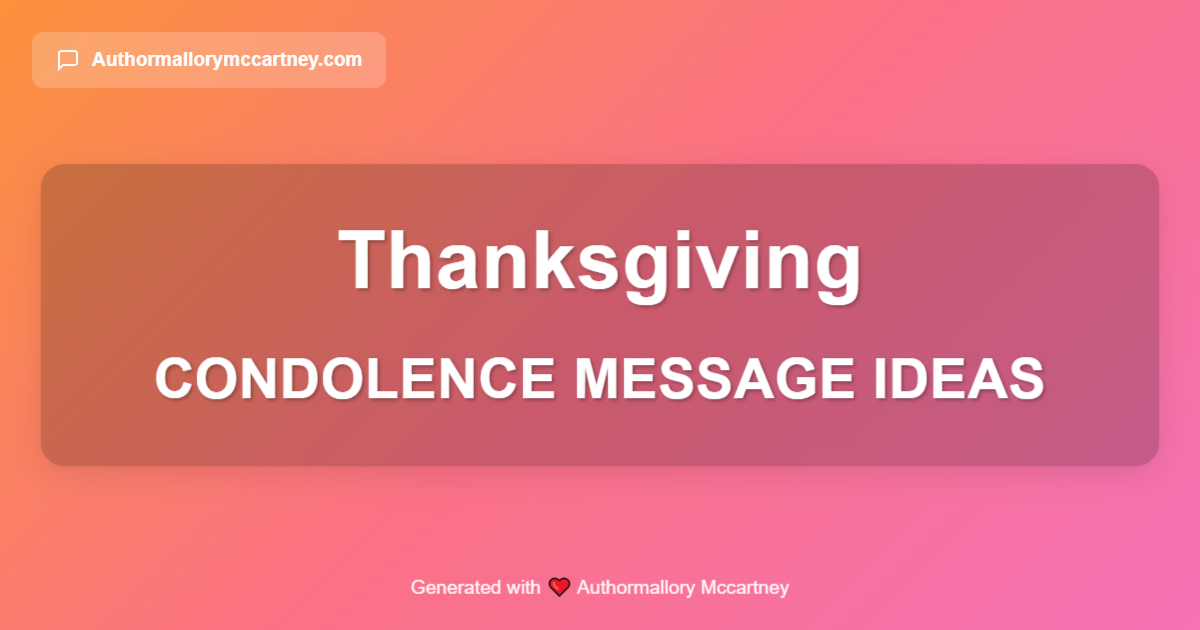 Authormallorymccartney.com
Thanksgiving
CONDOLENCE MESSAGE IDEAS
Generated with ❤️ Authormallory Mccartney